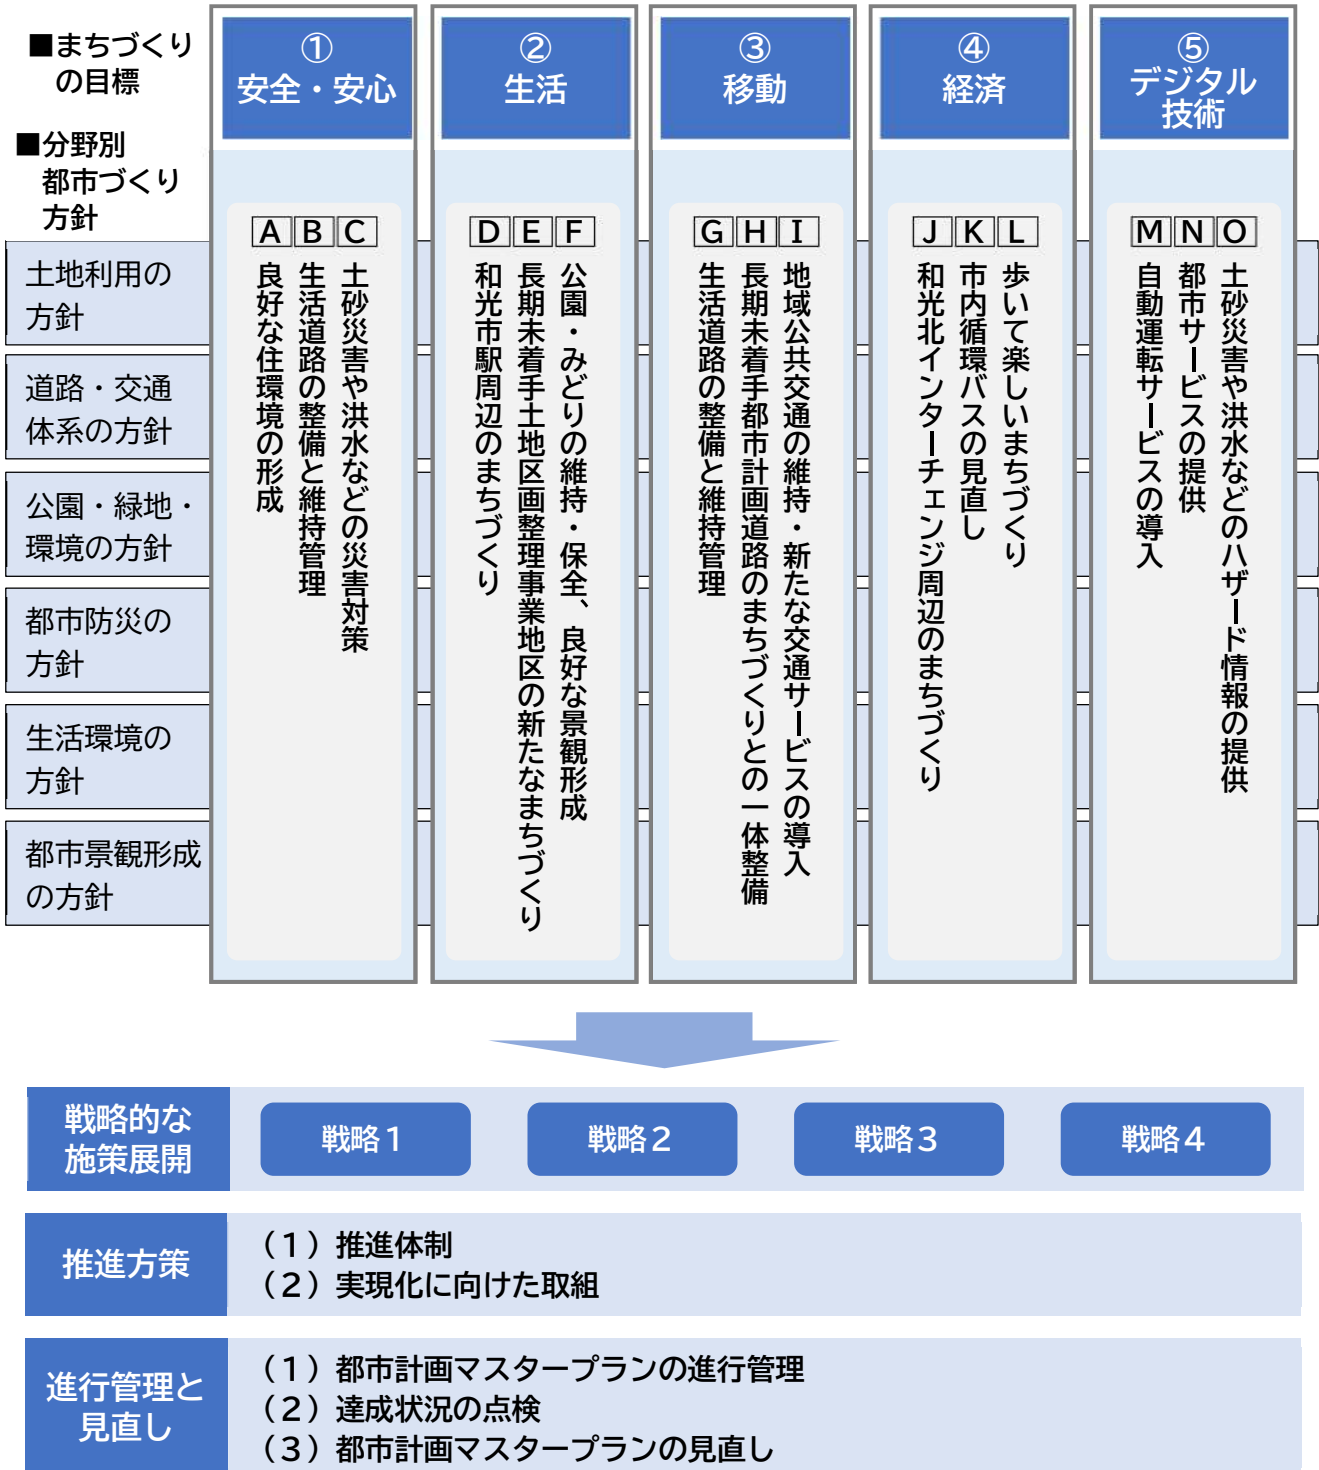 ■まちづくり
の目標
①
安全・安心
②
生活
③
移動
④
経済
⑤
デジタル
技術
■分野別
都市づくり
方針
土地利用の
方針
道路・交通
体系の方針
公園・緑地・
環境の方針
都市防災の
方針
生活環境の
方針
都市景観形成
の方針
A
良好な住環境の形成
B
生活道路の整備と維持管理
C
土砂災害や洪水などの災害対策
D
和光市駅周辺のまちづくり
E
長期未着手土地区画整理事業地区の新たなまちづくり
F
公園・みどりの維持・保全、良好な景観形成
G
生活道路の整備と維持管理
H
長期未着手都市計画道路のまちづくりとの一体整備
I
地域公共交通の維持・新たな交通サービスの導入
J
和光北インターチェンジ周辺のまちづくり
K
市内循環バスの見直し
L
歩いて楽しいまちづくり
M
自動運転サービスの導入
N
都市サービスの提供
O
土砂災害や洪水などのハザード情報の提供
戦略的な
施策展開
戦略1
戦略2
戦略3
戦略4
推進方策
（1）推進体制
（2）実現化に向けた取組
進行管理と
見直し
（1）都市計画マスタープランの進行管理
（2）達成状況の点検
（3）都市計画マスタープランの見直し